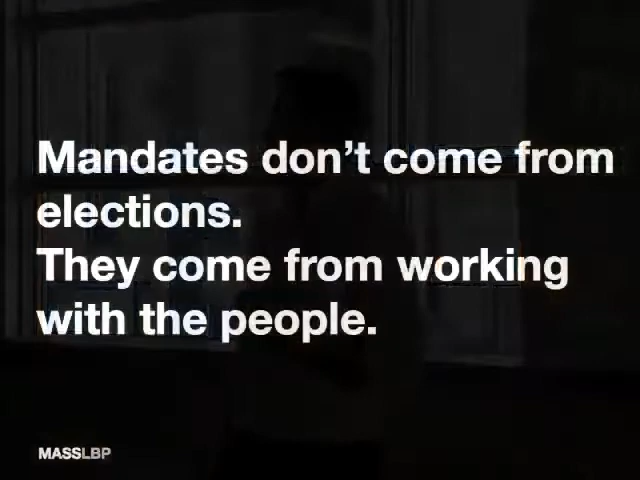 Mandates don’t come from
elections.
They come from working
with the people.
MASSLBP